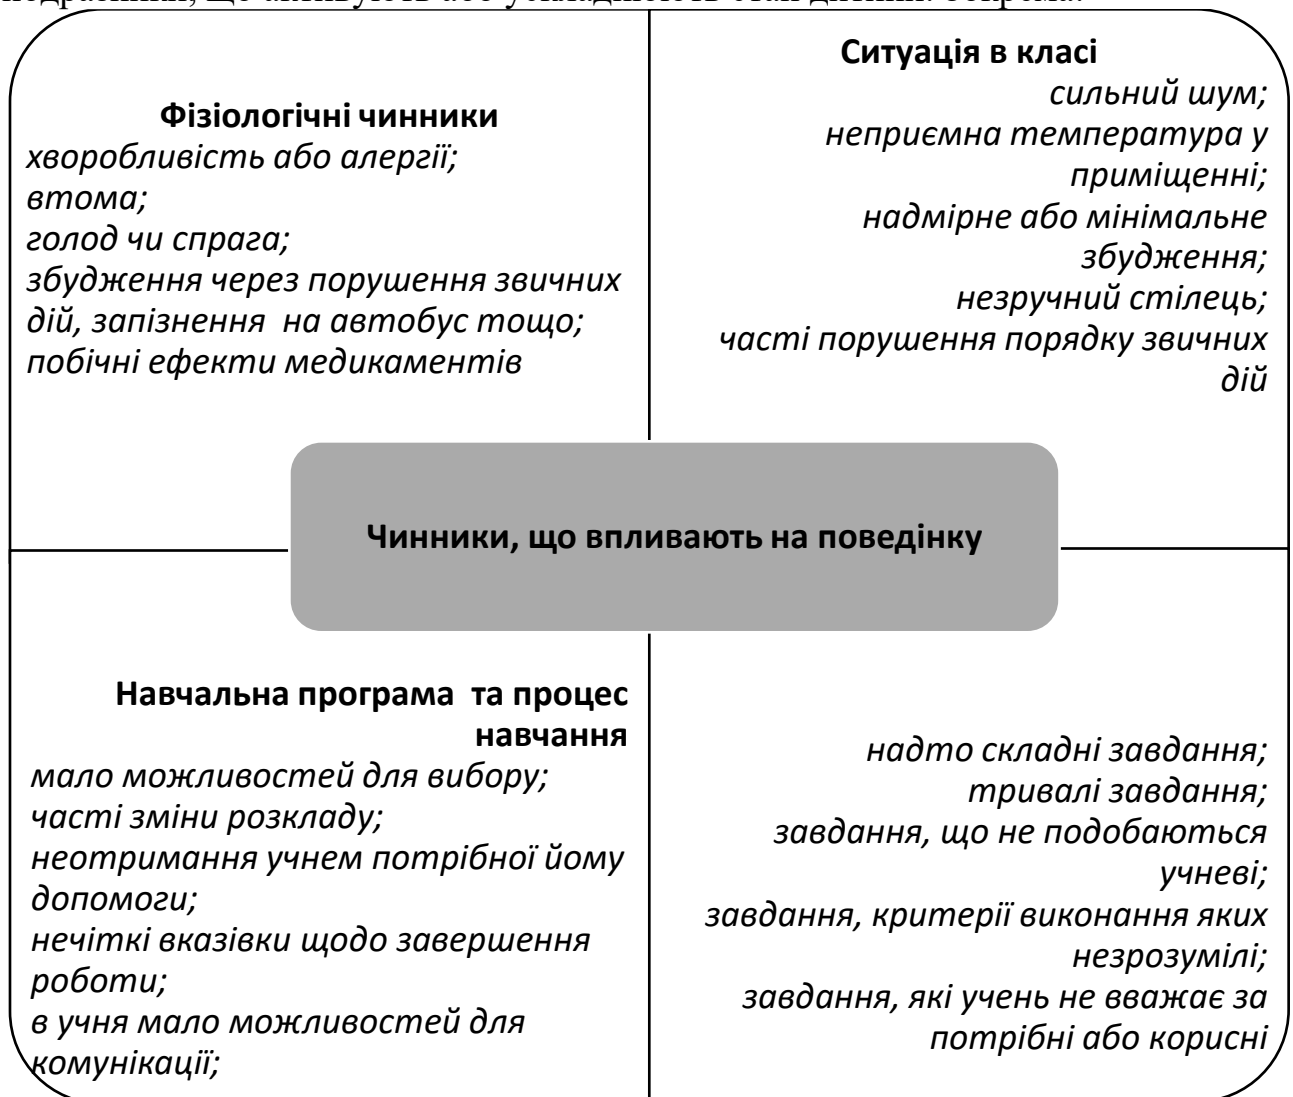 Фізіологічні чинники
хворобливість або алергії;
втома;
голод чи спрага;
збудження через порушення звичних
дій, запізнення на автобус тощо;
побічні ефекти медикаментів
Ситуація в класі
сильний шум;
неприємна температура у
приміщенні;
надмірне або мінімальне
збудження;
незручний стілець;
часті порушення порядку звичних
дій
Чинники, що впливають на поведінку
Навчальна програма та процес
навчання
мало можливостей для вибору;
часті зміни розкладу;
неотримання учнем потрібної йому
допомоги;
нечіткі вказівки щодо завершення
роботи;
в учня мало можливостей для
комунікації;
надто складні завдання;
тривалі завдання;
завдання, що не подобаються
учневі;
завдання, критерії виконання яких
незрозумілі;
завдання, які учень не вважає за
потрібні або корисні